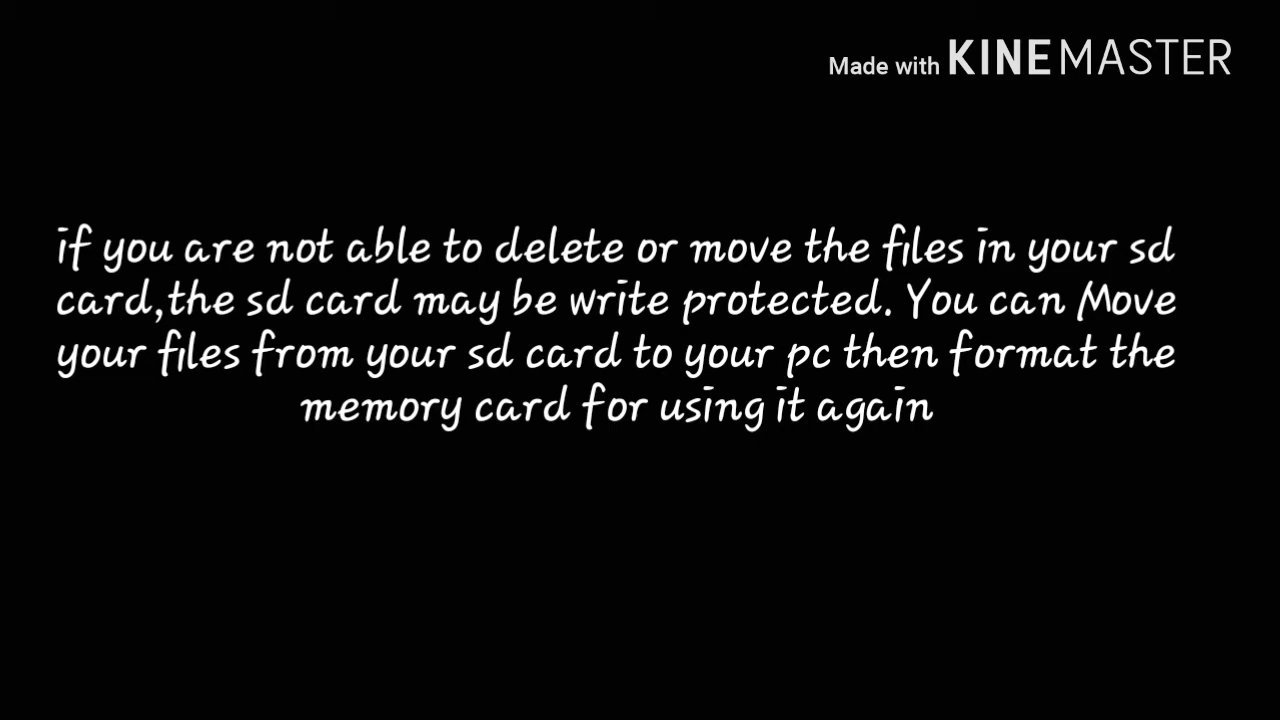 Made with KINEMASTER
if you are not able to delete or move the files in your sd
card,the sd card may be write protected. You can Move
your files from your sd card to your pc then format the
memory card for using it again